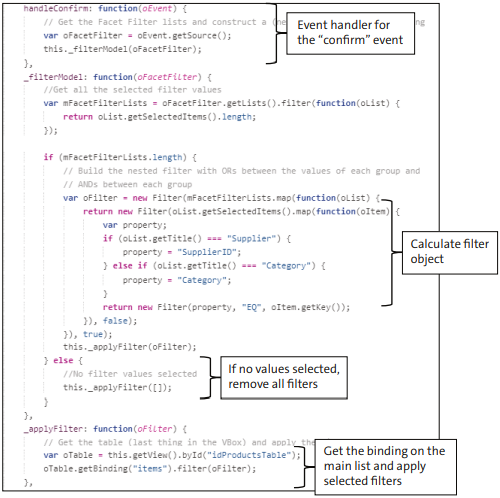 handleConfirm: function(oEvent) {
// Get the Facet Filter lists and construct a (ne
ng
var oFacetFilter = oEvent.getSource();
this._filterModel(oFacetFilter);
},
Event handler for
the “confirm” event
_filterModel: function(oFacetFilter) {
//Get all the selected filter values
var mFacetFilterLists = oFacetFilter.getLists().filter(function(oList) {
return oList.getSelectedItems().length;
});
if (mFacetFilterLists.length) {
// Build the nested filter with ORs between the values of each group and
// ANDs between each group
var oFilter = new Filter(mFacetFilterLists.map(function(oList) {
return new Filter(oList.getSelectedItems().map(function(oItem) {
var property;
if (oList.getTitle() === "Supplier") {
property = "SupplierID";
} else if (oList.getTitle() === "Category") {
property = "Category";
}
return new Filter(property, "EQ", oItem.getKey());
}), false);
}), true);
Calculate filter
object
this._applyFilter(oFilter);
} else {
//No filter values selected
this._applyFilter([]);
}
If no values selected,
remove all filters
},
_applyFilter: function(oFilter) {
// Get the table (last thing in the VBox) and apply the
var oTable = this.getView().byId("idProductsTable");
oTable.getBinding("items").filter(oFilter);
},
Get the binding on the
main list and apply
selected filters